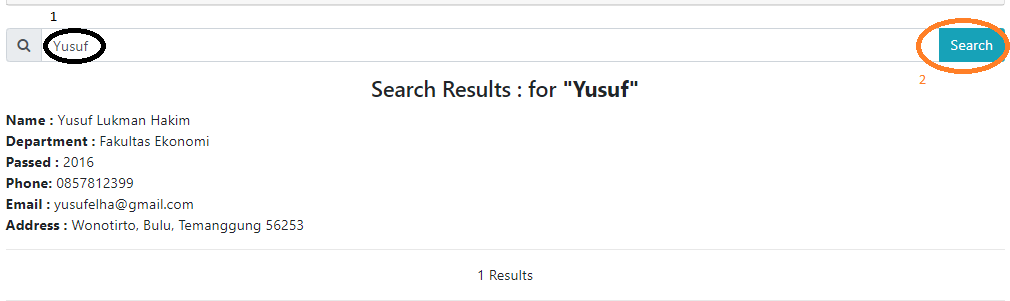 1
Yusuf
Search
2
Search Results : for "Yusuf"
Name : Yusuf Lukman Hakim
Department : Fakultas Ekonomi
Passed : 2016
Phone: 0857812399
Email : yusufelha@gmail.com
Address : Wonotirto, Bulu, Temanggung 56253
1 Results